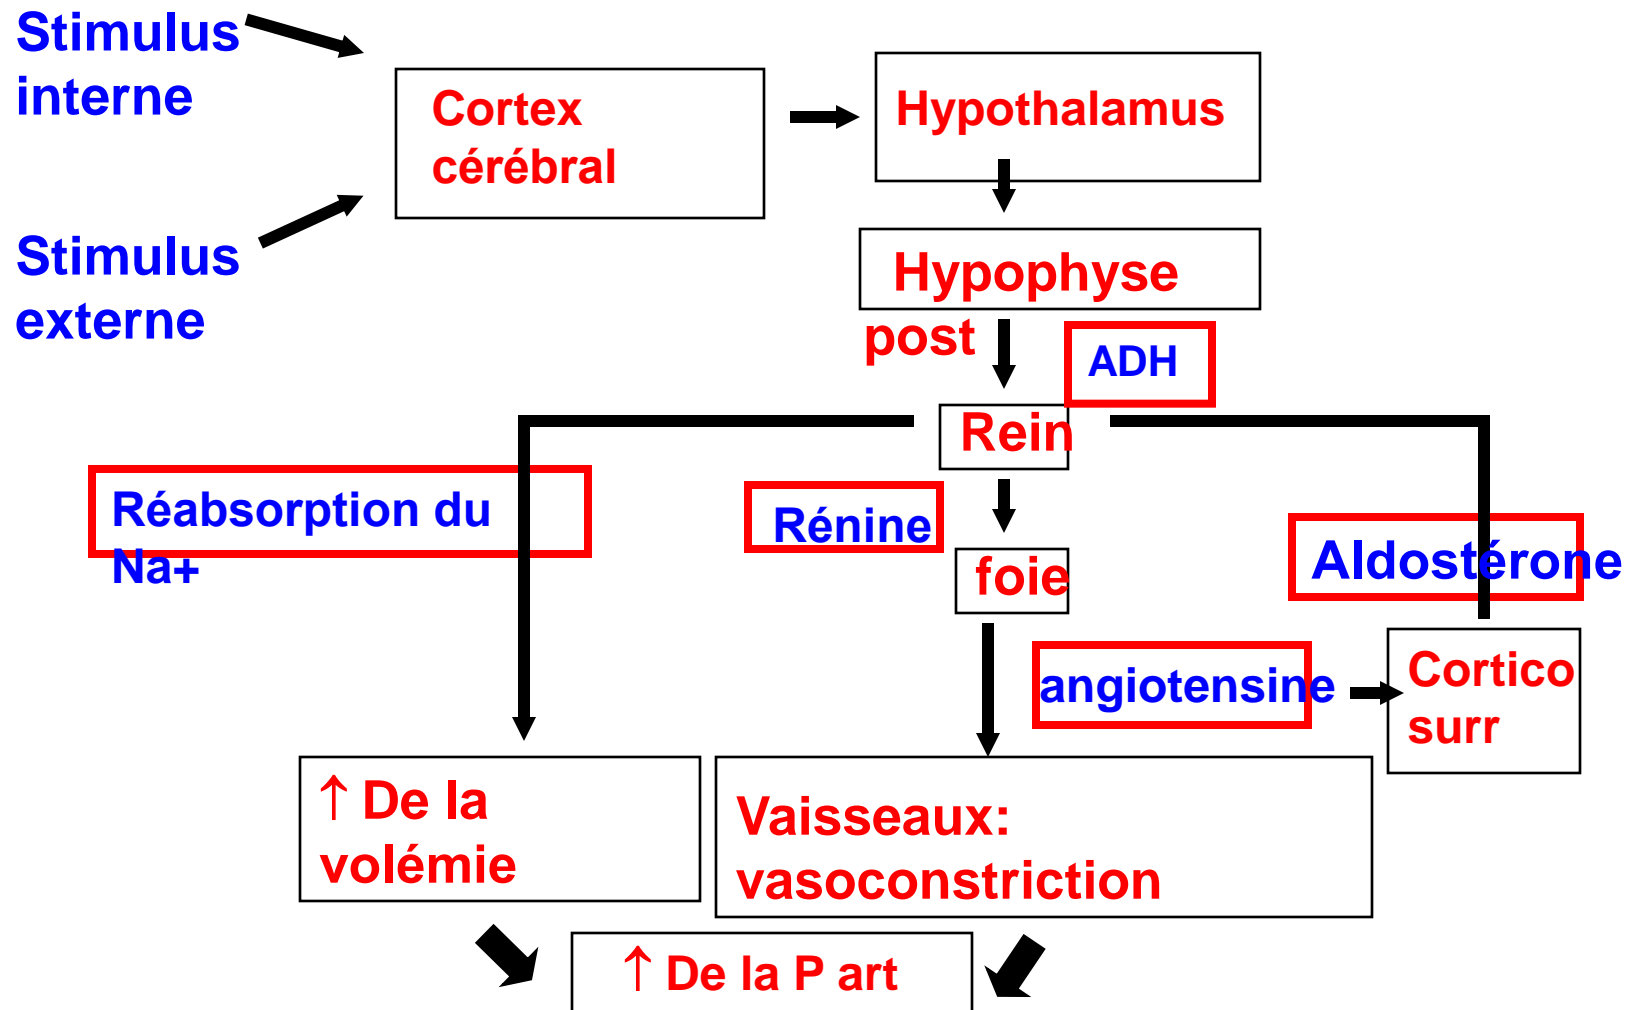 Stimulus
interne
Cortex
cérébral
Hypothalamus
Stimulus
externe
Hypophyse
post
ADH
Rein
Réabsorption du
Na+
Rénine
Aldostérone
foie
angiotensine
Cortico
surr
↑ De la
volémie
Vaisseaux:
vasoconstriction
↑ De la P art